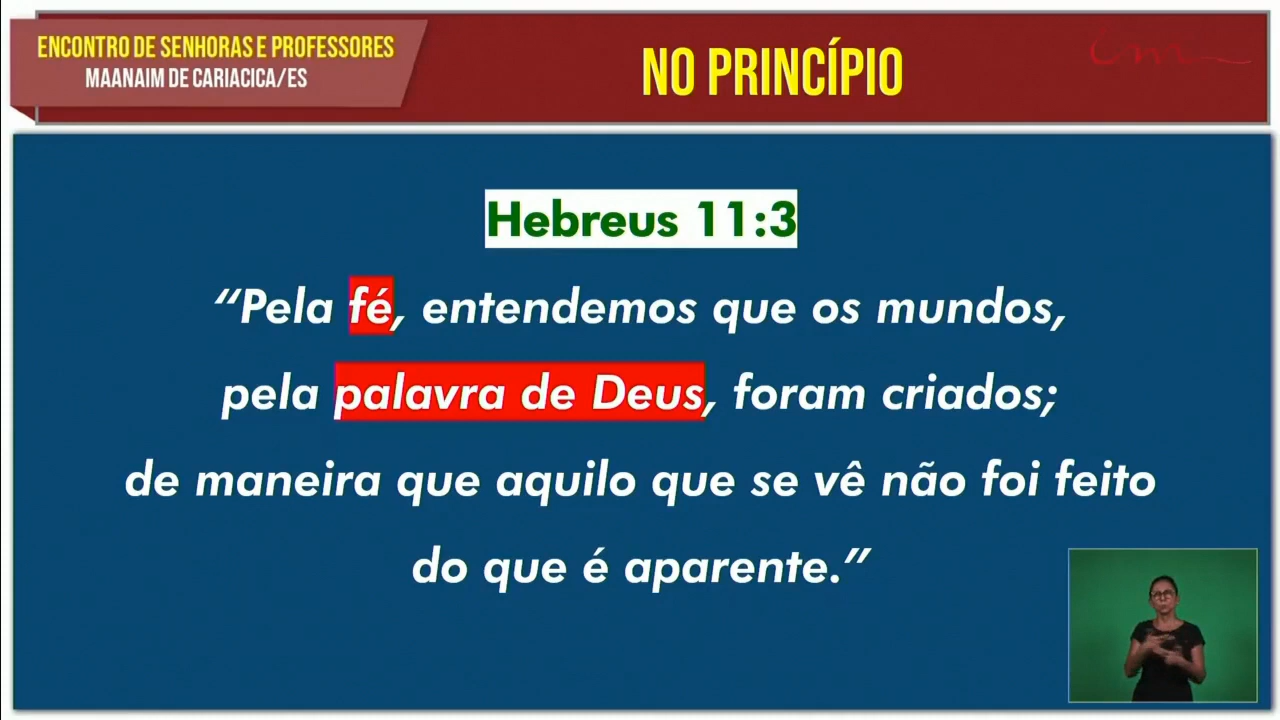 ENCONTRO DE SENHORAS E PROFESSORES
MAANAIM DE CARIACICA/ES
NO PRINCÍPIO
Hebreus 11:3
“Pela fé, entendemos que os mundos,
pela palavra de Deus, foram criados;
de maneira que aquilo que se vê não foi feito
do que é aparente.”